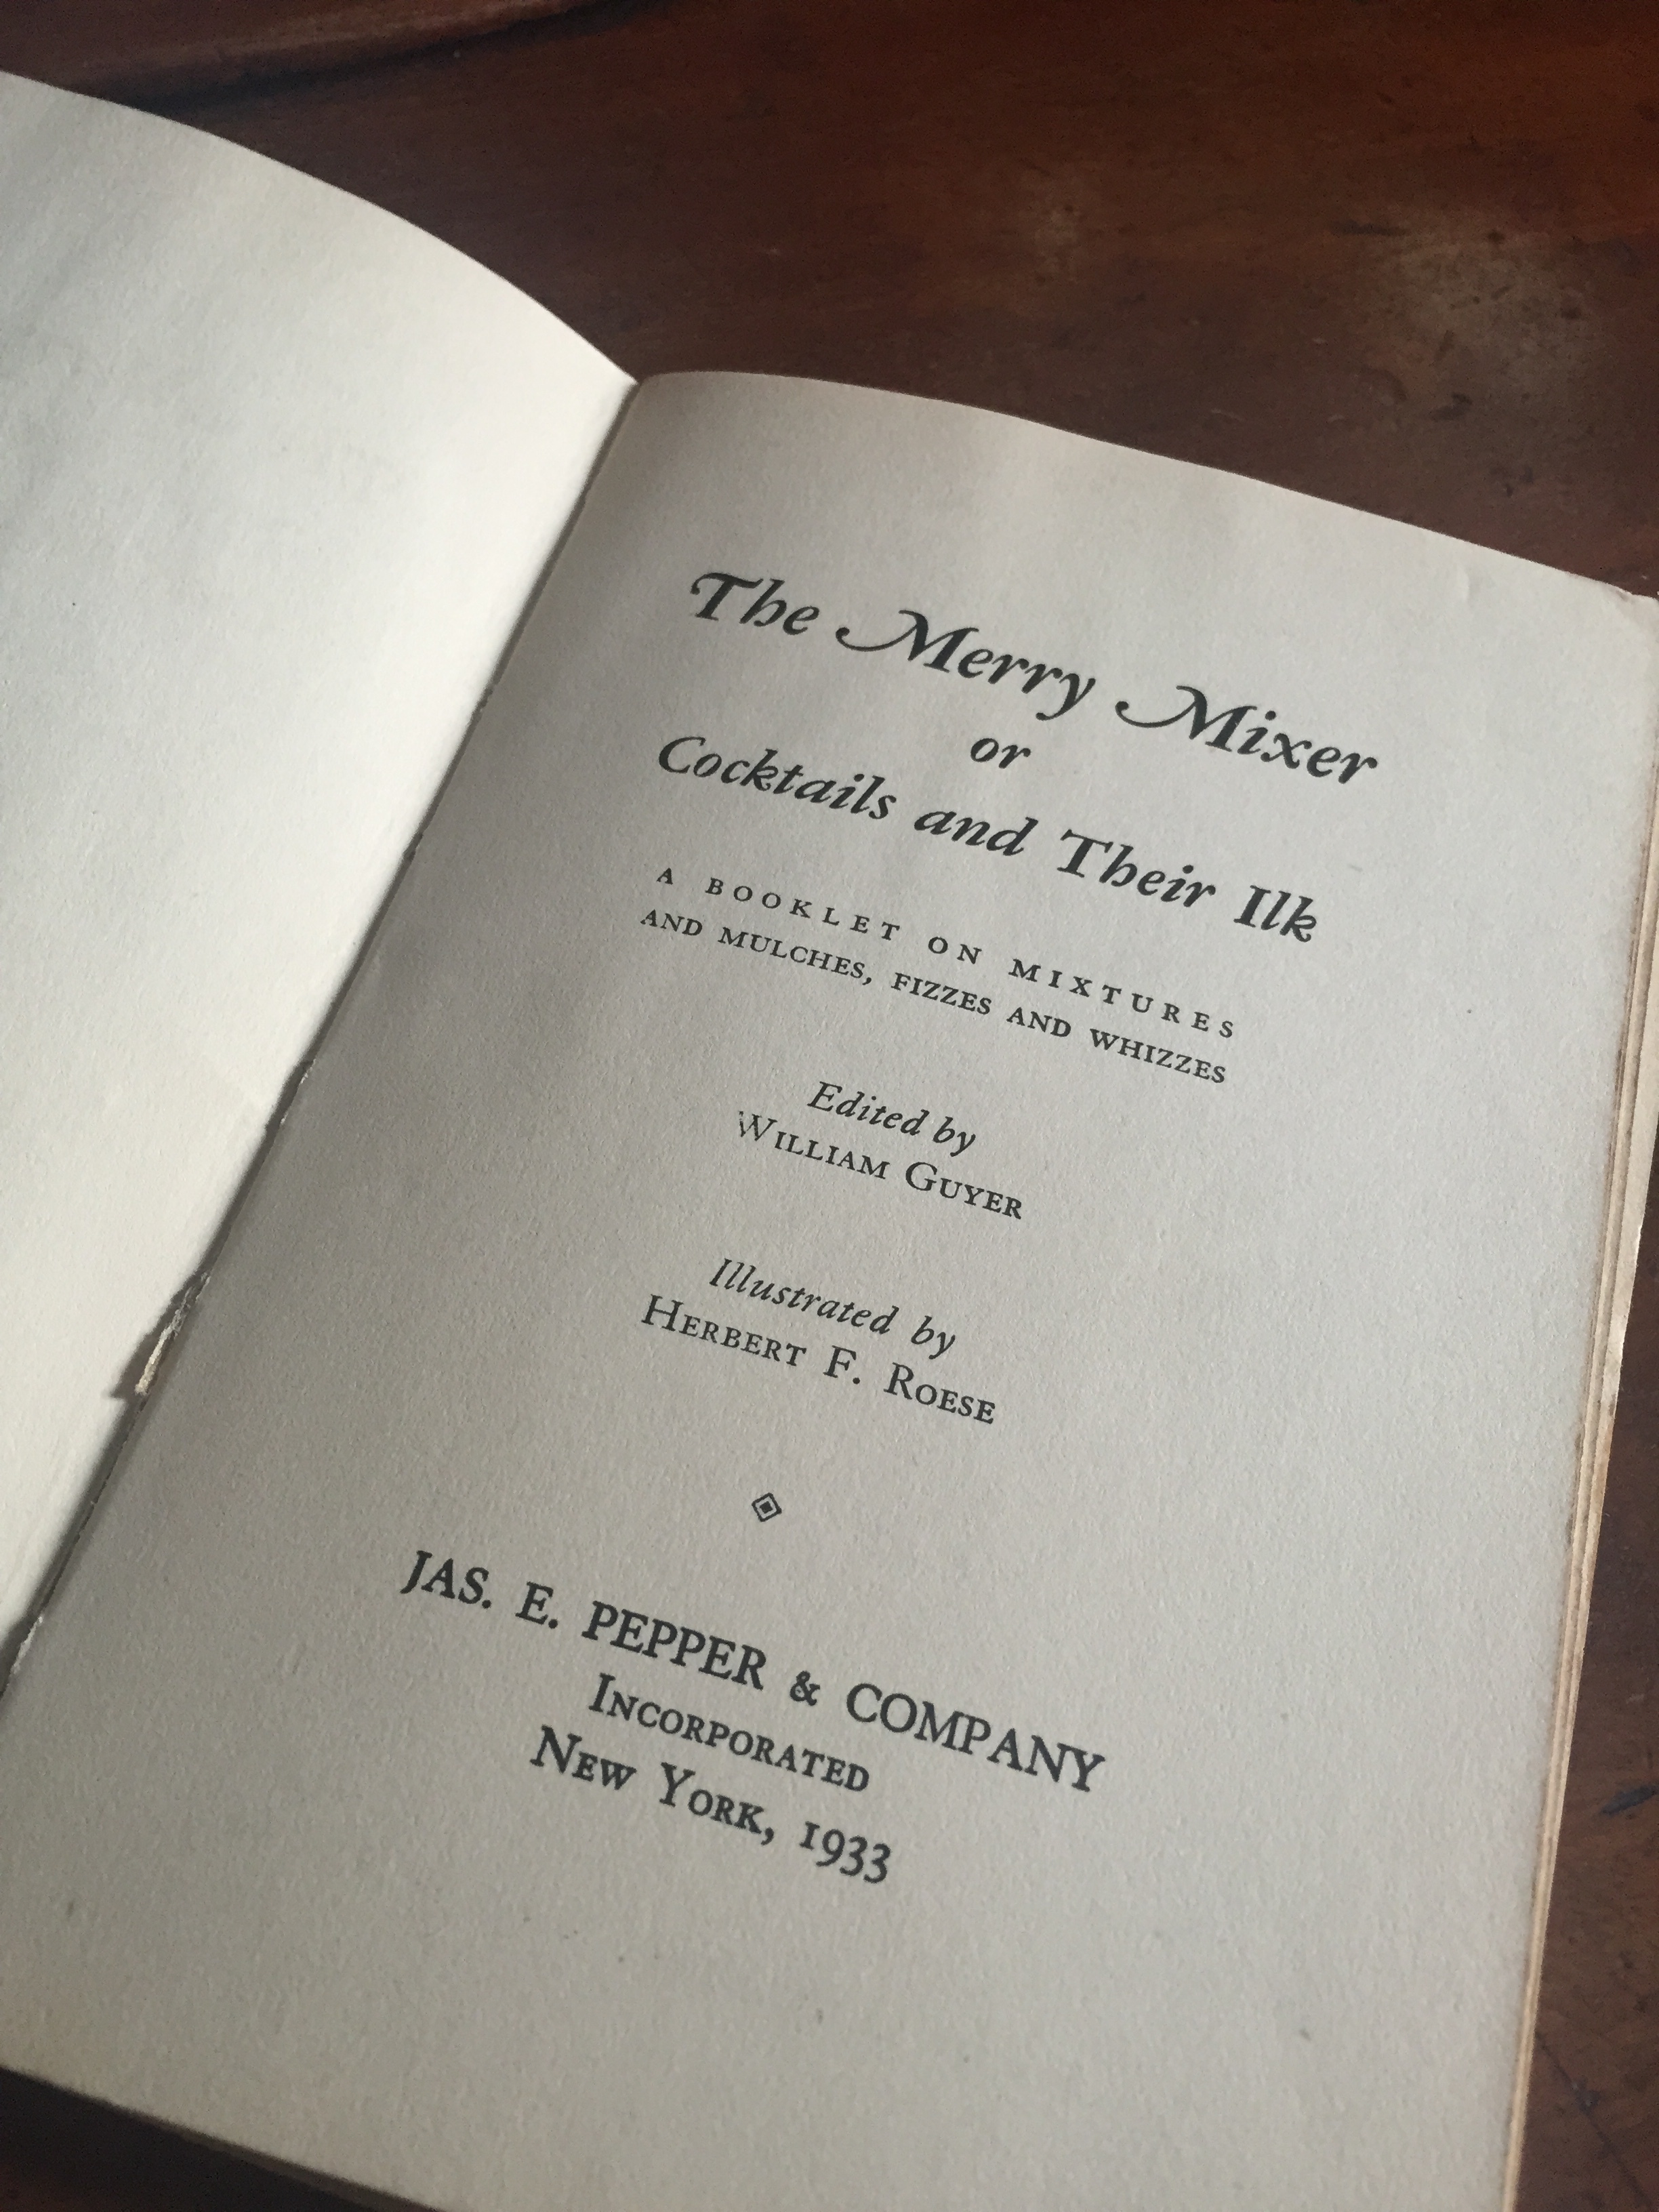 The Merry Mixer
or
Cocktails and Their Ilk
A BOOKLET ON MIXTURES
AND MULCHES, FIZZES AND WHIZZES
Edited by
WILLIAM GUYER
Illustrated by
HERBERT F. ROESE
JAS. E. PEPPER & COMPANY
INCORPORATED
NEW YORK, 1933